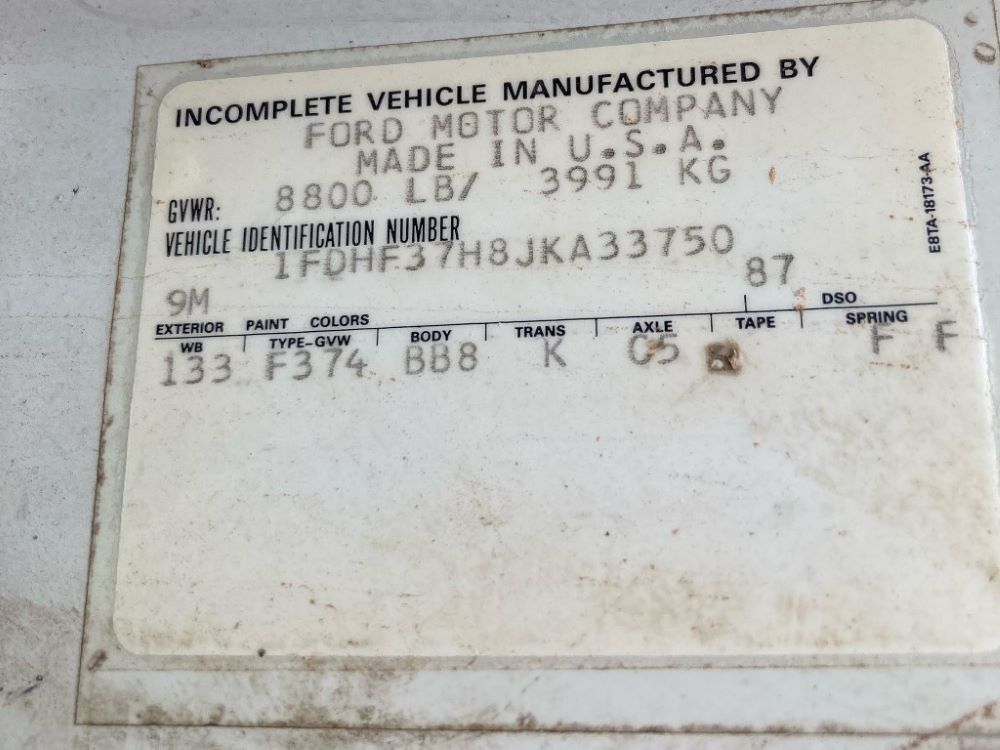 INCOMPLETE VEHICLE MANUFACTURED BY
FORD MOTOR COMPANY
MADE IN U.S.A.
GVWR: 8800 LB/ 3991 KG
VEHICLE IDENTIFICATION NUMBER
1FDHF37H8JKA33750
9M 87
EXTERIOR PAINT COLORS DSO
WB TYPE-GVW BODY TRANS AXLE TAPE SPRING
133 F374 BB8 K C5 F F
E8TA-18173-AA